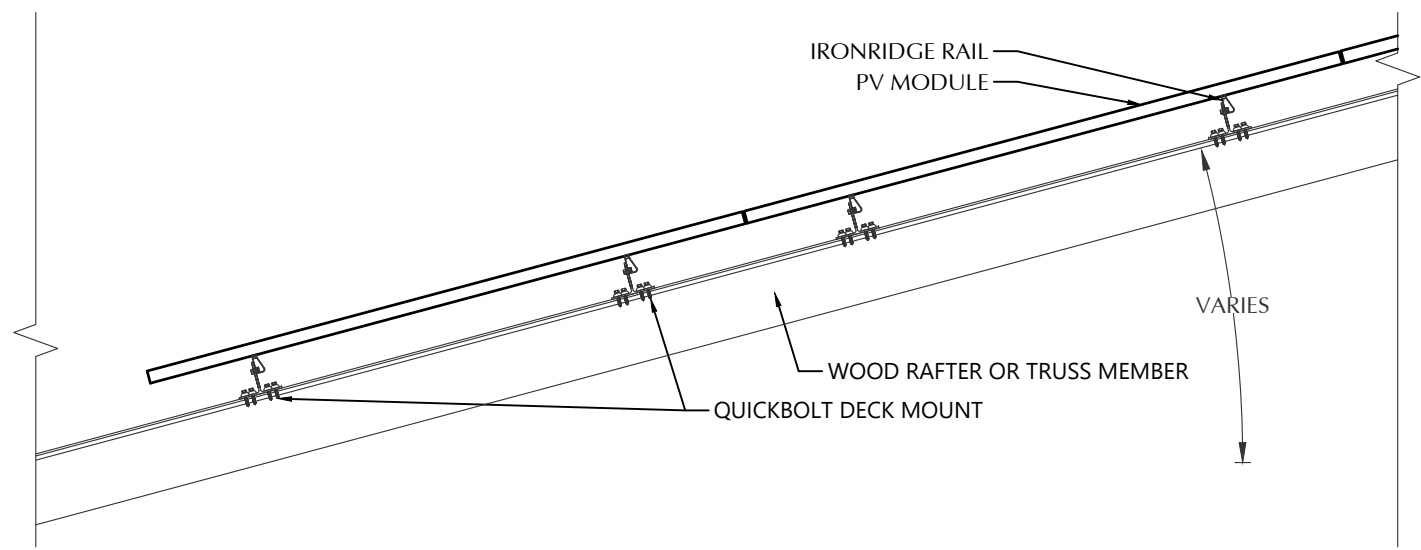 IRONRIDGE RAIL
PV MODULE
VARIES
WOOD RAFTER OR TRUSS MEMBER
QUICKBOLT DECK MOUNT